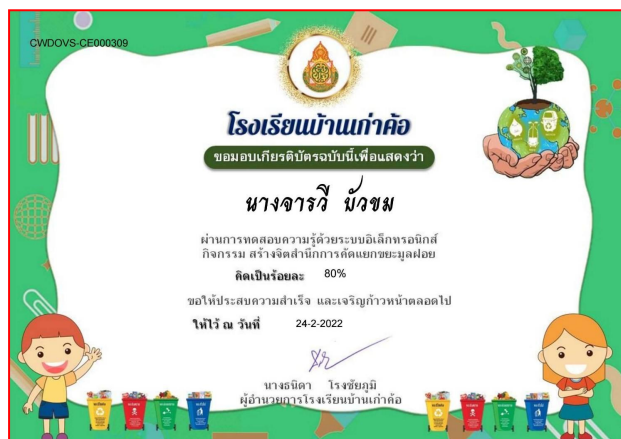 CWDOVS-CE000309
โรงเรียนบ้านเก่าค้อ
ขอมอบเกียรติบัตรฉบับนี้เพื่อแสดงว่า
นางจารวี บัวขม
ผ่านการทดสอบความรู้ด้วยระบบอิเล็กทรอนิกส์
กิจกรรม สร้างจิตสำนึกการคัดแยกขยะมูลฝอย
คิดเป็นร้อยละ 80%
ขอให้ประสบความสำเร็จ และเจริญก้าวหน้าตลอดไป
ให้ไว้ ณ วันที่ 24-2-2022
นางธนิดา โรงชัยภูมิ
ผู้อำนวยการโรงเรียนบ้านเก่าค้อ